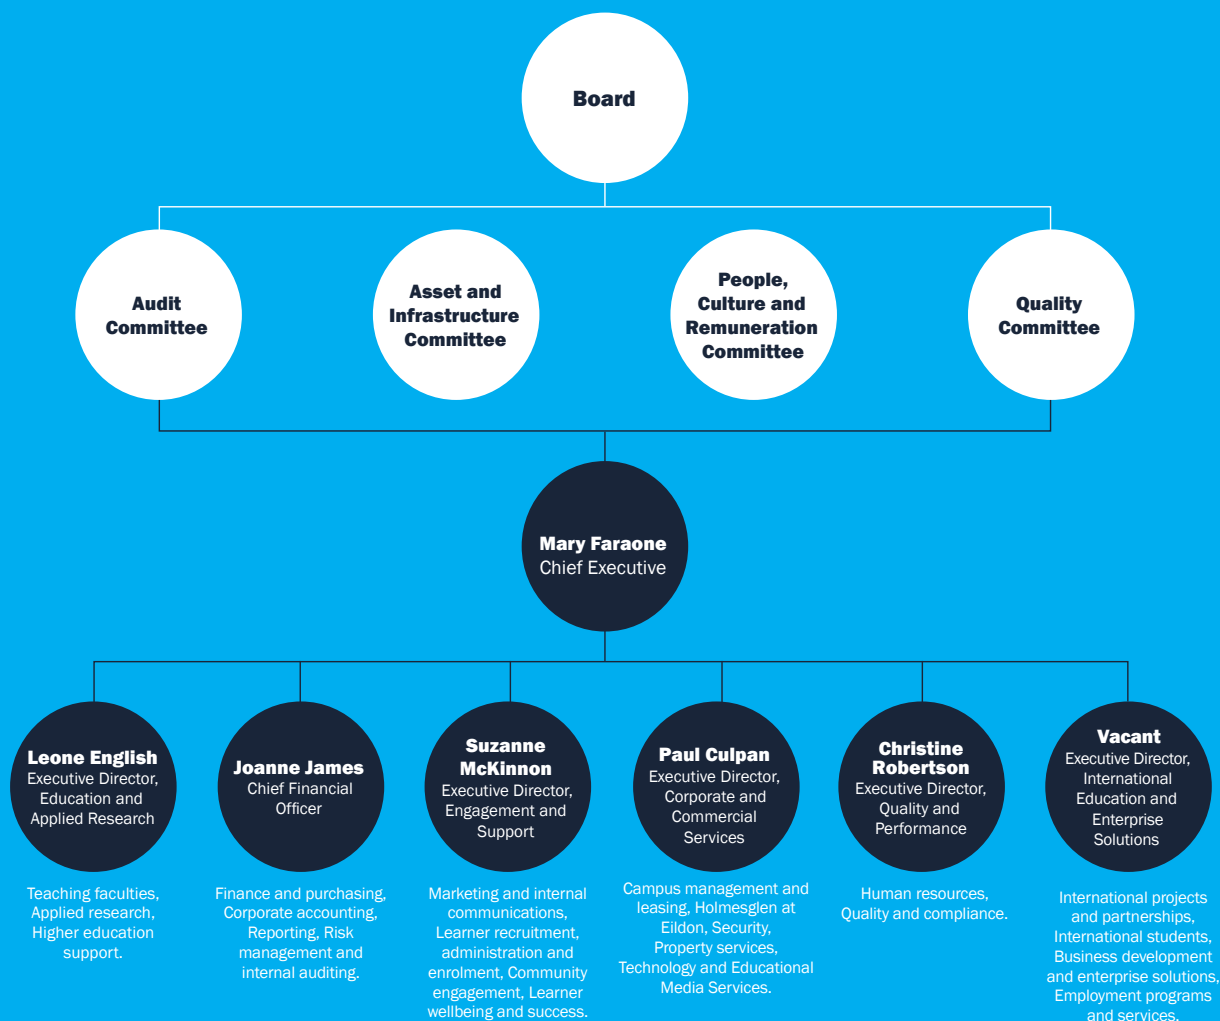 Board
Audit
Committee
Asset and
Infrastructure
Committee
People,
Culture and
Remuneration
Committee
Quality
Committee
Mary Faraone
Chief Executive
Leone English
Executive Director,
Education and
Applied Research
Joanne James
Chief Financial
Officer
Suzanne
McKinnon
Executive Director,
Engagement and
Support
Paul Culpan
Executive Director,
Corporate and
Commercial
Services
Christine
Robertson
Executive Director,
Quality and
Performance
Vacant
Executive Director,
International
Education and
Enterprise
Solutions
Teaching faculties,
Applied research,
Higher education
support.
Finance and purchasing,
Corporate accounting,
Reporting, Risk
management and
internal auditing.
Marketing and internal
communications,
Learner recruitment,
administration and
enrolment, Community
engagement, Learner
wellbeing and success.
Campus management and
leasing, Holmesglen at
Eildon, Security,
Property services,
Technology and Educational
Media Services.
Human resources,
Quality and compliance.
International projects
and partnerships,
International students,
Business development
and enterprise solutions,
Employment programs
and services.